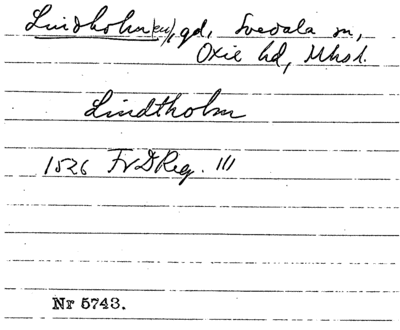 Lindholm(en), gd, Svedala sn,
Oxie hd, Mhsl.
Lindtholm
1526 FrDReg. 111
Nr 5743.